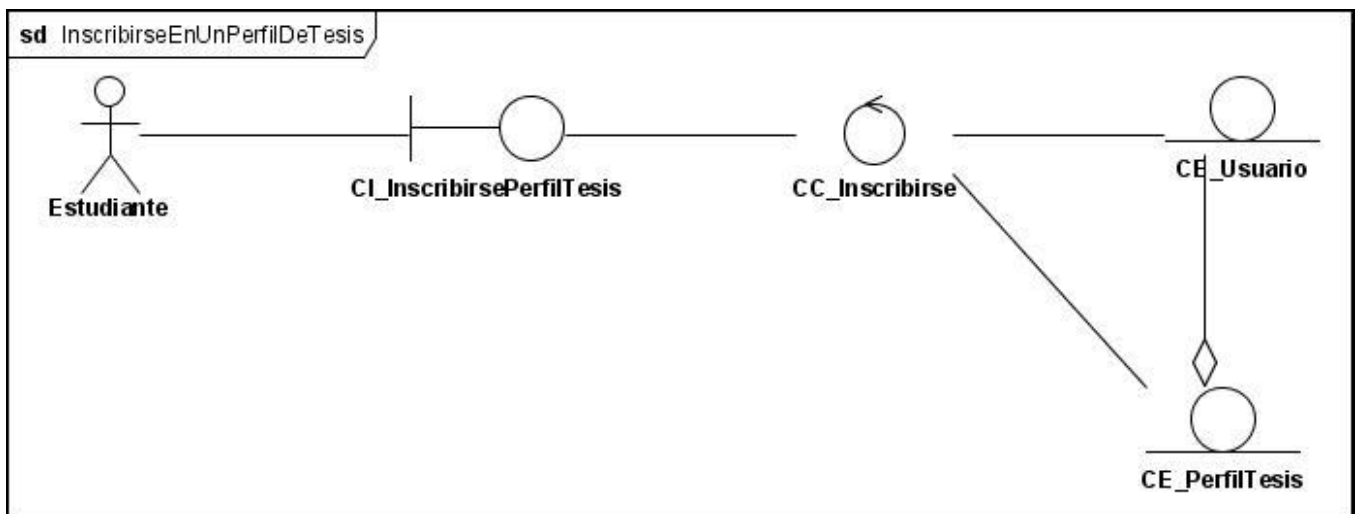 sd InscribirseEnUnPerfilDeTesis
Estudiante
CI_InscribirsePerfilTesis
CC_Inscribirse
CE_Usuario
CE_PerfilTesis